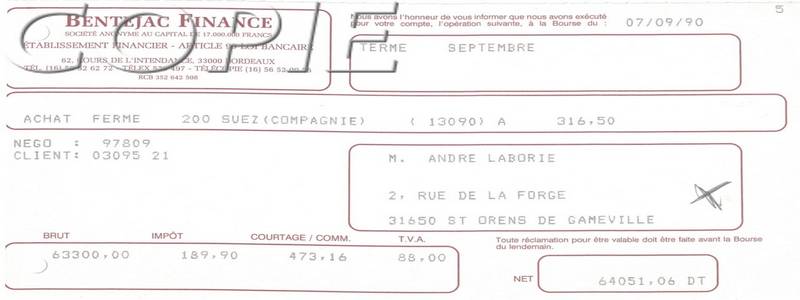 BENTEJAC FINANCE
SOCIÉTÉ ANONYME AU CAPITAL DE 17.000.000 FRANCS
ÉTABLISSEMENT FINANCIER - ARTICLE 99 LOI BANCAIRE
62, COURS DE L'INTENDANCE, 33000 BORDEAUX
RCB 352 642 508
COPIE
Nous avons l'honneur de vous informer que nous avons exécuté
pour votre compte, l'opération suivante, à la Bourse du : 07/09/90
5
TERME SEPTEMBRE
ACHAT FERME 200 SUEZ(COMPAGNIE) ( 13090) A 316,50
NEGO : 97809
CLIENT: 03095 21
M. ANDRE LABORIE
2, RUE DE LA FORGE
31650 ST ORENS DE GAMEVILLE
BRUT IMPÔT COURTAGE / COMM. T.V.A.
63300,00 189,90 473,16 88,00
Toute réclamation pour être valable doit être faite avant la Bourse
du lendemain.
NET 64051,06 DT